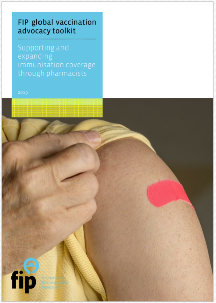 FIP global vaccination
advocacy toolkit
Supporting and
expanding
immunisation coverage
through pharmacists
fip